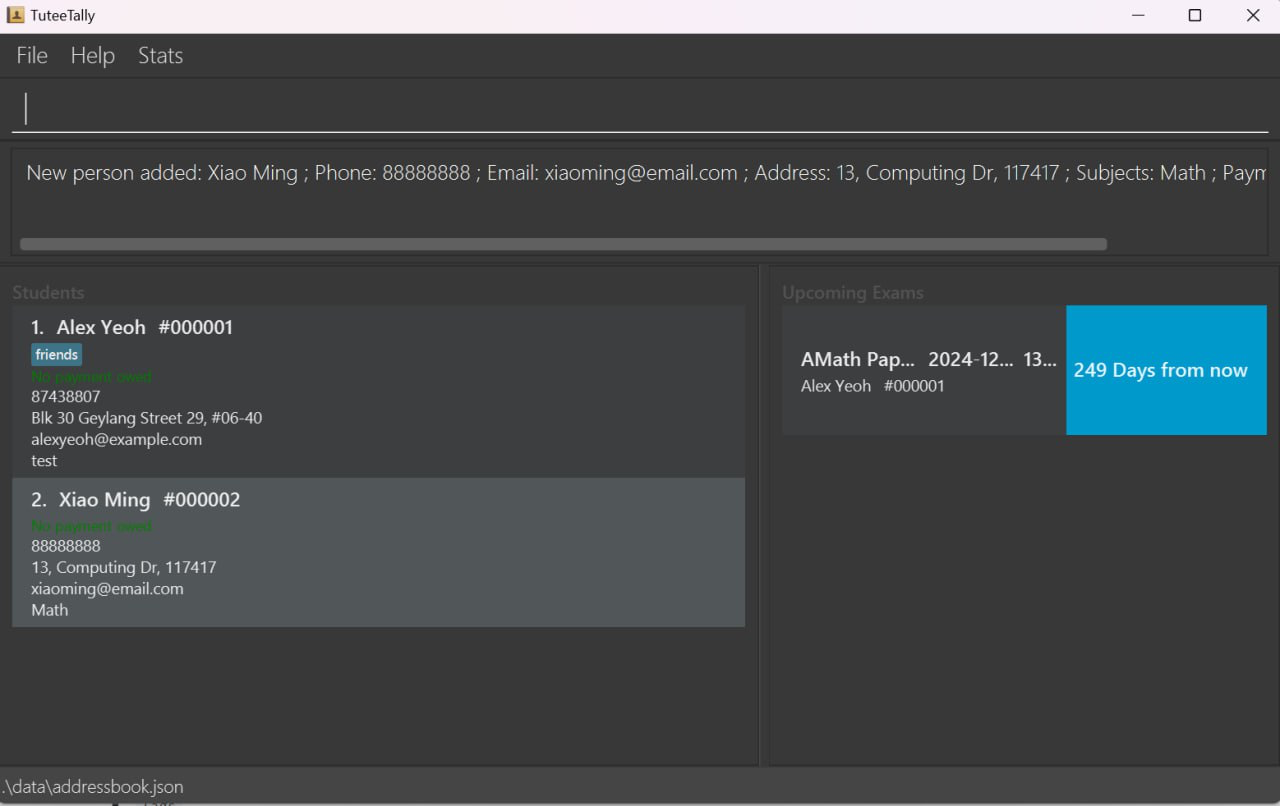 TuteeTally
File Help Stats
New person added: Xiao Ming ; Phone: 88888888 ; Email: xiaoming@email.com ; Address: 13, Computing Dr, 117417 ; Subjects: Math ; Paym
Students
1. Alex Yeoh #000001
friends
No payment owed
87438807
Blk 30 Geylang Street 29, #06-40
alexyeoh@example.com
test
2. Xiao Ming #000002
No payment owed
88888888
13, Computing Dr, 117417
xiaoming@email.com
Math
Upcoming Exams
AMath Pap... 2024-12... 13...
Alex Yeoh #000001
249 Days from now
.\data\addressbook.json